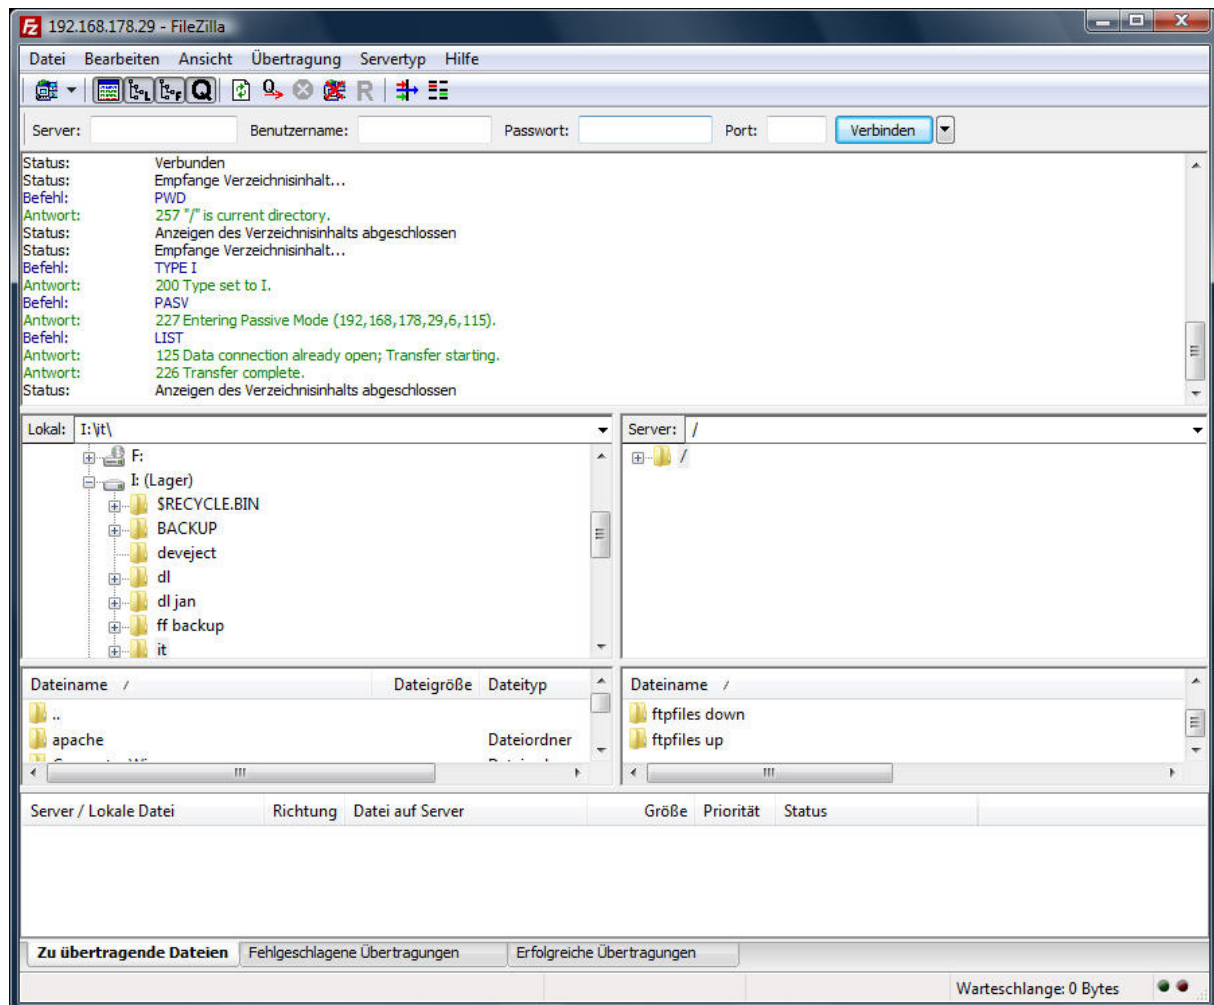 192.168.178.29 - FileZilla
Datei Bearbeiten Ansicht Übertragung Servertyp Hilfe
Server: Benutzername: Passwort: Port: Verbinden
Status: Verbunden
Status: Empfange Verzeichnisinhalt...
Befehl: PWD
Antwort: 257 "/" is current directory.
Status: Anzeigen des Verzeichnisinhalts abgeschlossen
Status: Empfange Verzeichnisinhalt...
Befehl: TYPE I
Antwort: 200 Type set to I.
Befehl: PASV
Antwort: 227 Entering Passive Mode (192,168,178,29,6,115).
Befehl: LIST
Antwort: 125 Data connection already open; Transfer starting.
Antwort: 226 Transfer complete.
Status: Anzeigen des Verzeichnisinhalts abgeschlossen
Lokal: I:\it\
F:
I: (Lager)
$RECYCLE.BIN
BACKUP
deveject
dl
dl jan
ff backup
it
Server: /
/
Dateiname / Dateigröße Dateityp
..
apache Dateiordner
Dateiname /
ftpfiles down
ftpfiles up
Server / Lokale Datei Richtung Datei auf Server Größe Priorität Status
Zu übertragende Dateien Fehlgeschlagene Übertragungen Erfolgreiche Übertragungen
Warteschlange: 0 Bytes